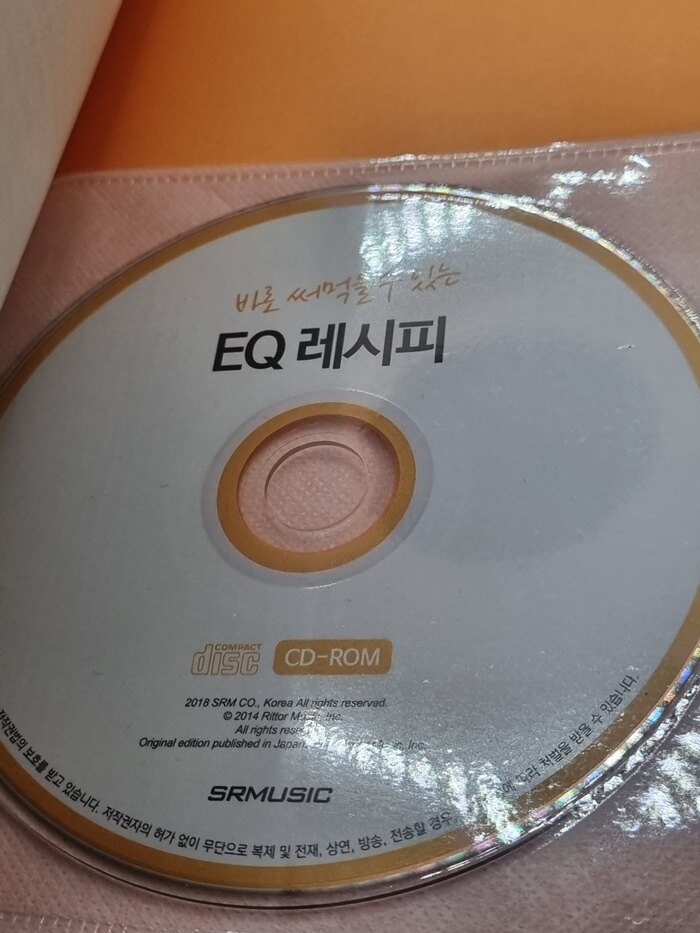 바로 써먹을 수 있는
EQ 레시피
COMPACT
disc
CD-ROM
2018 SRM CO., Korea All rights reserved.
© 2014 Rittor Music, Inc.
All rights
Original edition published in Japan Inc.
SRMUSIC
저작권법의 보호를 받고 있습니다. 저작권자의 허가 없이 무단으로 복제 및 전재, 상연, 방송, 전송할 경우 에 따라 처벌을 받을 수 있습니다.